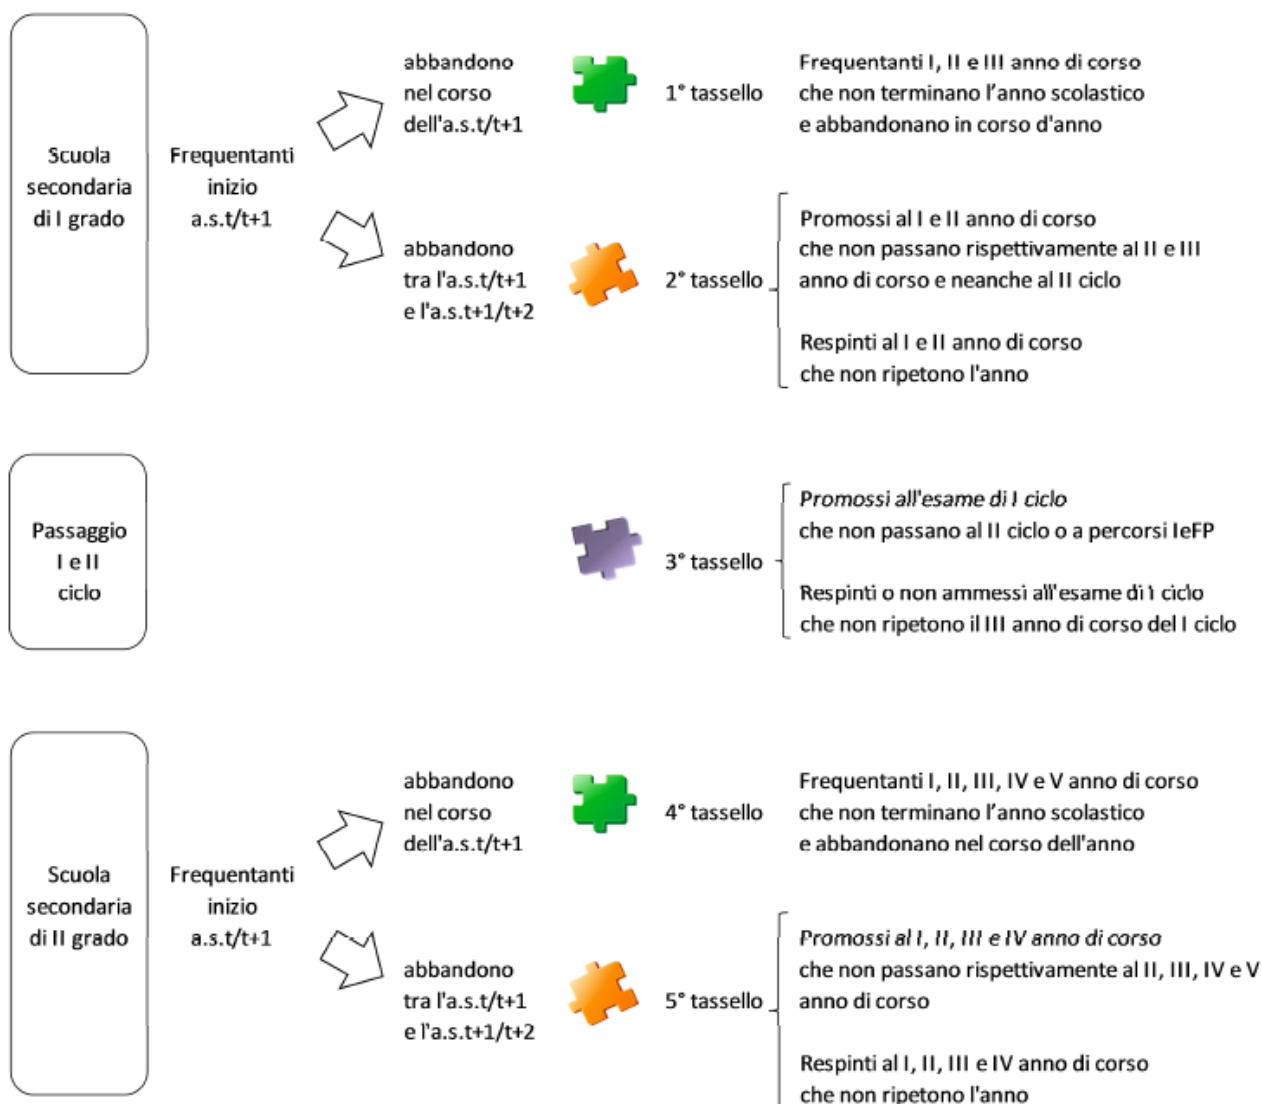 Scuola
secondaria
di I grado
Frequentanti
inizio
a.s.t/t+1
abbandono
nel corso
dell'a.s.t/t+1
1° tassello
Frequentanti I, II e III anno di corso
che non terminano l’anno scolastico
e abbandonano in corso d'anno
abbandono
tra l'a.s.t/t+1
e l'a.s.t+1/t+2
2° tassello
Promossi al I e II anno di corso
che non passano rispettivamente al II e III
anno di corso e neanche al II ciclo
Respinti al I e II anno di corso
che non ripetono l'anno
Passaggio
I e II
ciclo
3° tassello
Promossi all'esame di I ciclo
che non passano al II ciclo o a percorsi IeFP
Respinti o non ammessi all'esame di I ciclo
che non ripetono il III anno di corso del I ciclo
Scuola
secondaria
di II grado
Frequentanti
inizio
a.s.t/t+1
abbandono
nel corso
dell'a.s.t/t+1
4° tassello
Frequentanti I, II, III, IV e V anno di corso
che non terminano l’anno scolastico
e abbandonano nel corso dell'anno
abbandono
tra l'a.s.t/t+1
e l'a.s.t+1/t+2
5° tassello
Promossi al I, II, III e IV anno di corso
che non passano rispettivamente al II, III, IV e V
anno di corso
Respinti al I, II, III e IV anno di corso
che non ripetono l'anno